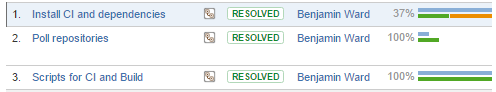 1. Install CI and dependencies RESOLVED Benjamin Ward 37%
2. Poll repositories RESOLVED Benjamin Ward 100%
3. Scripts for CI and Build RESOLVED Benjamin Ward 100%